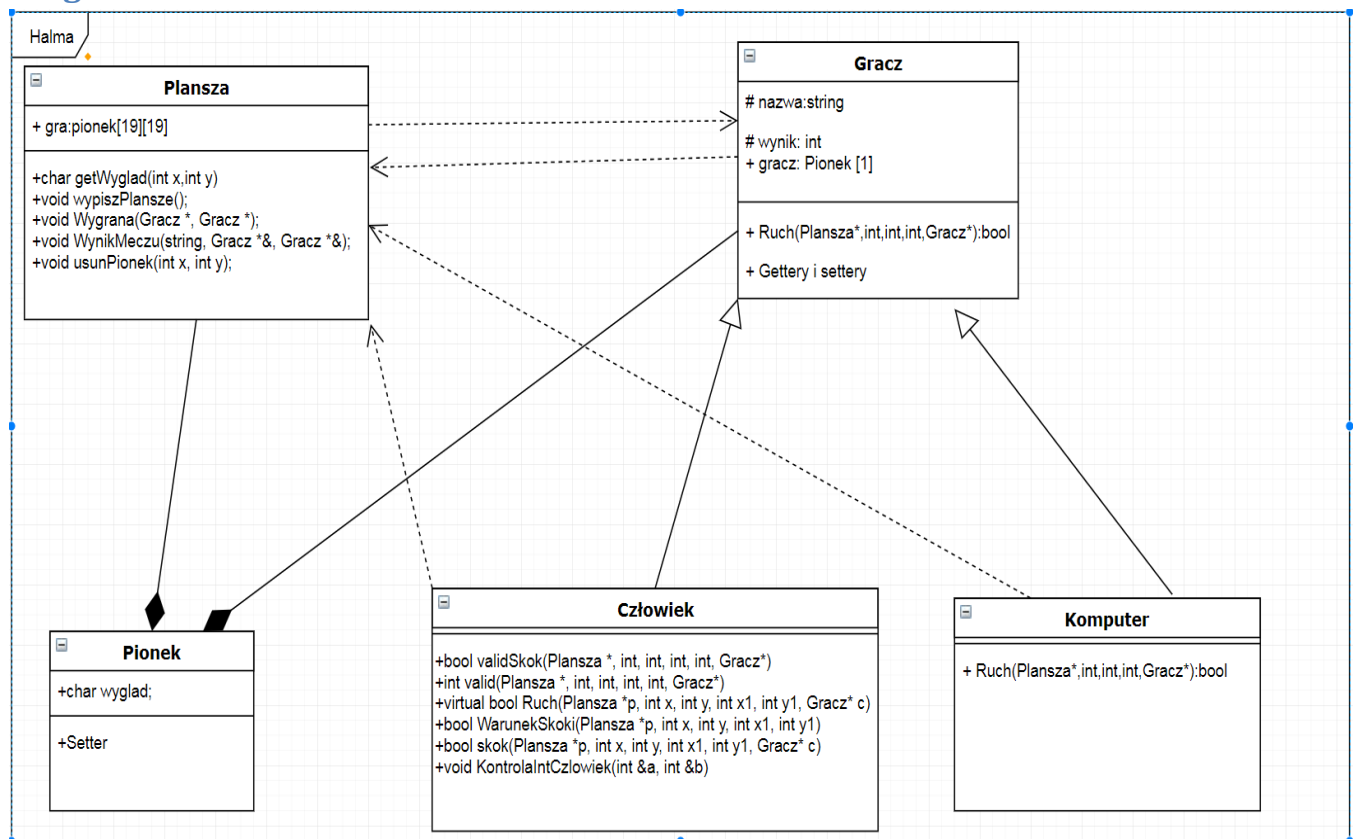 Halma
Plansza
+ gra:pionek[19][19]
+char getWyglad(int x,int y)
+void wypiszPlansze();
+void Wygrana(Gracz *, Gracz *);
+void WynikMeczu(string, Gracz *&, Gracz *&);
+void usunPionek(int x, int y);
Gracz
# nazwa:string
# wynik: int
+ gracz: Pionek [1]
+ Ruch(Plansza*,int,int,int,Gracz*):bool
+ Gettery i settery
Pionek
+char wyglad;
+Setter
Człowiek
+bool validSkok(Plansza *, int, int, int, int, Gracz*)
+int valid(Plansza *, int, int, int, int, Gracz*)
+virtual bool Ruch(Plansza *p, int x, int y, int x1, int y1, Gracz* c)
+bool WarunekSkoki(Plansza *p, int x, int y, int x1, int y1)
+bool skok(Plansza *p, int x, int y, int x1, int y1, Gracz* c)
+void KontrolaIntCzlowiek(int &a, int &b)
Komputer
+ Ruch(Plansza*,int,int,int,Gracz*):bool